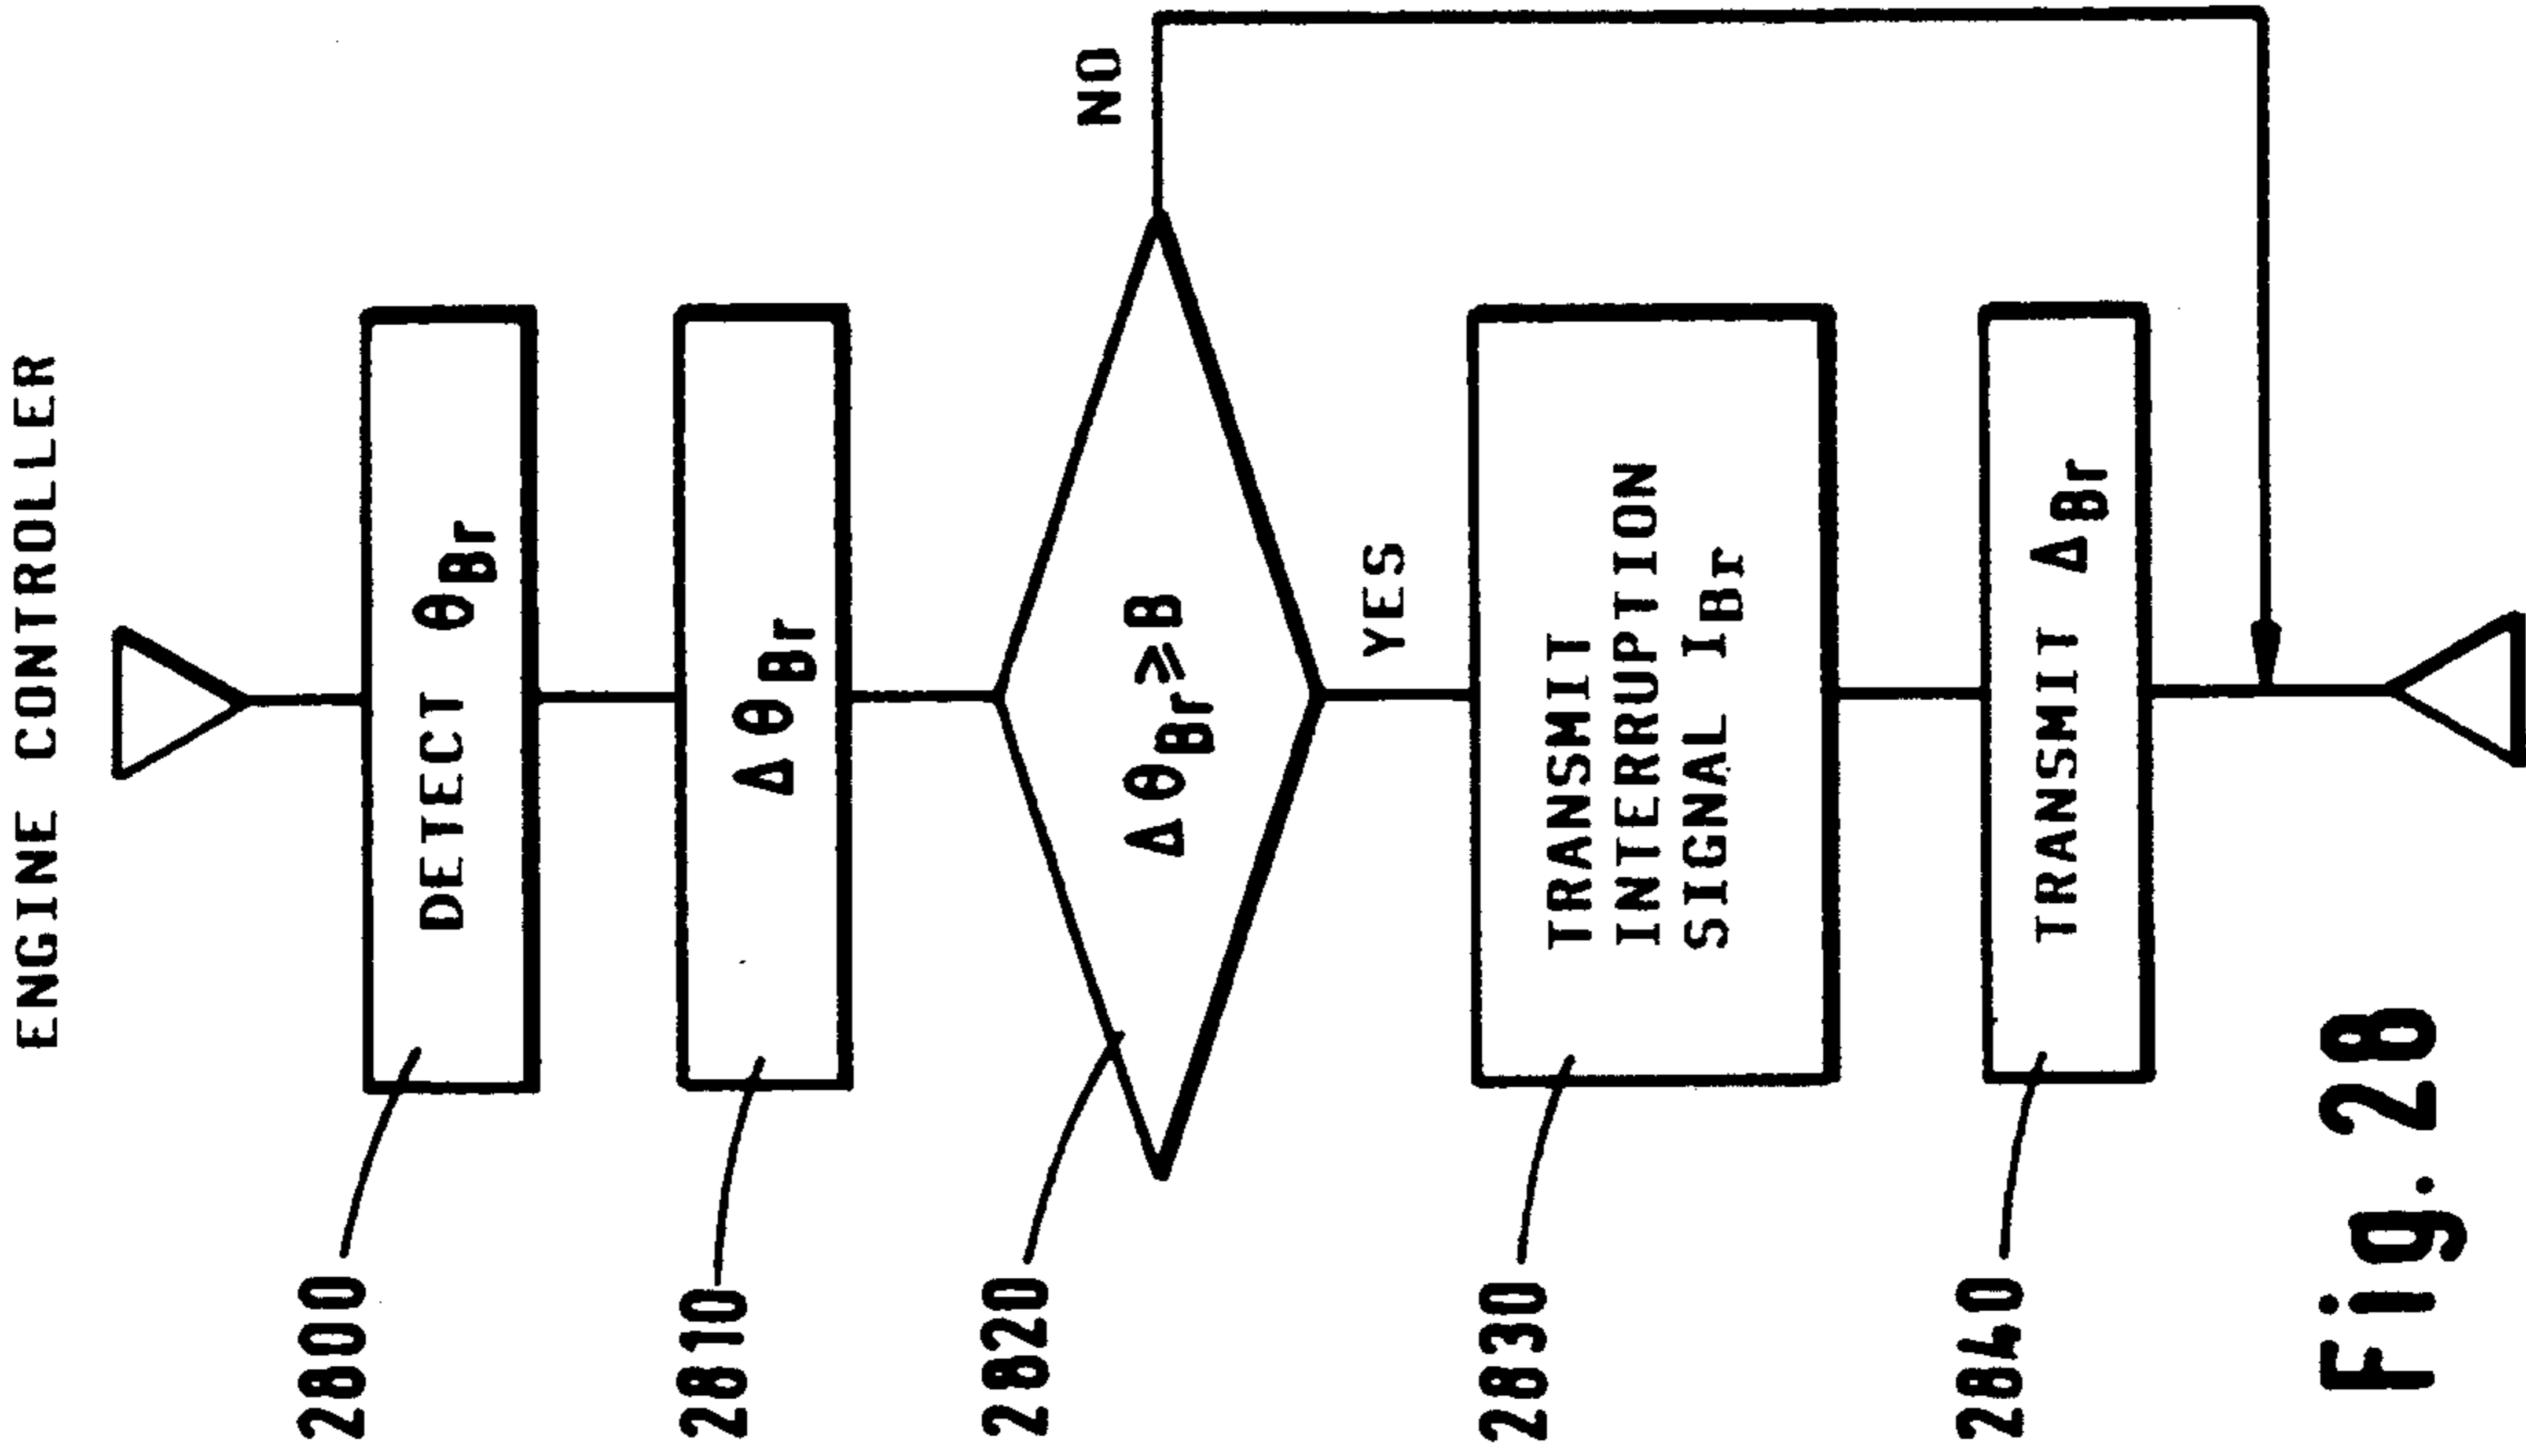 ENGINE CONTROLLER
2800
DETECT θBr
2810
ΔθBr
2820
ΔθBr≥B
NO
YES
2830
TRANSMIT
INTERRUPTION
SIGNAL IBr
2840
TRANSMIT ΔBr
Fig. 28